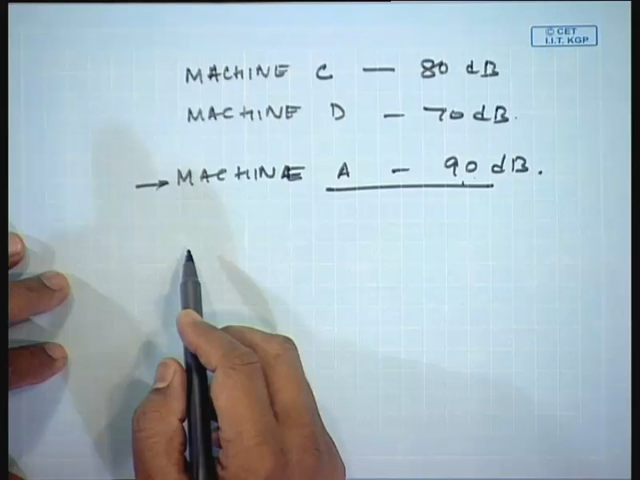 © CET
I.I.T. KGP
MACHINE C — 80 dB
MACHINE D - 70 dB.
→ MACHINE A - 90 dB.